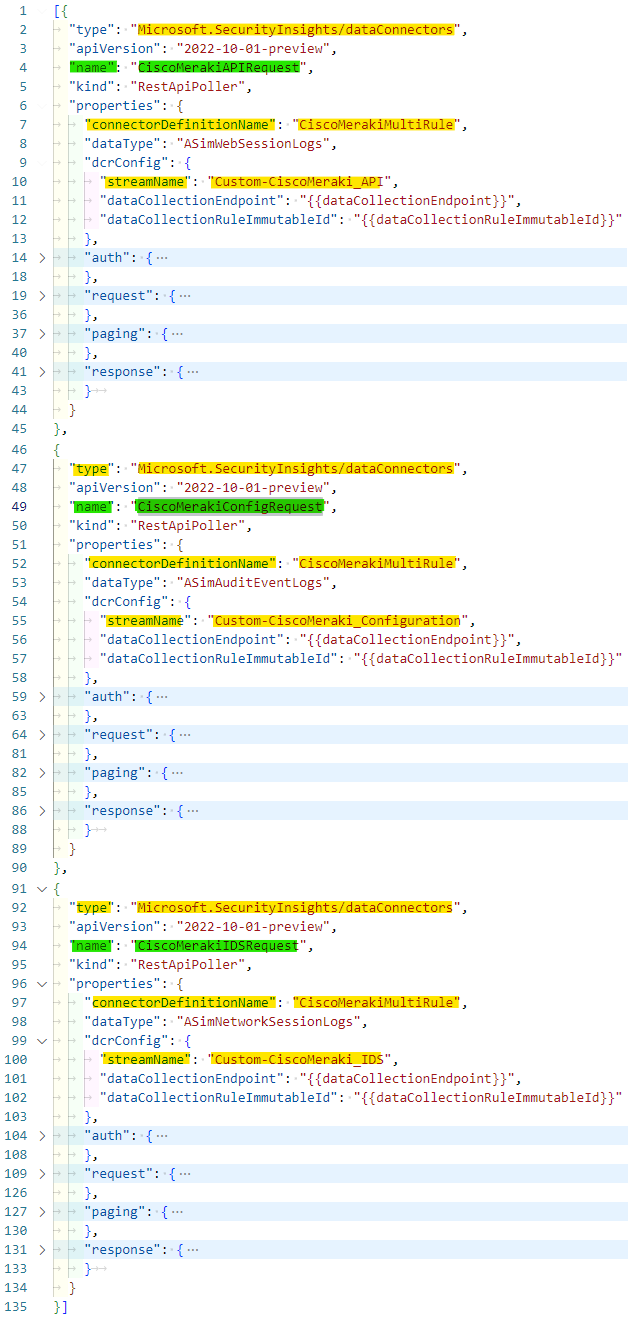 1 [{
2 "type": "Microsoft.SecurityInsights/dataConnectors",
3 "apiVersion": "2022-10-01-preview",
4 "name": "CiscoMerakiAPIRequest",
5 "kind": "RestApiPoller",
6 "properties": {
7 "connectorDefinitionName": "CiscoMerakiMultiRule",
8 "dataType": "ASimWebSessionLogs",
9 "dcrConfig": {
10 "streamName": "Custom-CiscoMeraki_API",
11 "dataCollectionEndpoint": "{{dataCollectionEndpoint}}",
12 "dataCollectionRuleImmutableId": "{{dataCollectionRuleImmutableId}}"
13 },
14 "auth": { ···
18 },
19 "request": { ···
36 },
37 "paging": { ···
40 },
41 "response": { ···
43 }
44 }
45 },
46 {
47 "type": "Microsoft.SecurityInsights/dataConnectors",
48 "apiVersion": "2022-10-01-preview",
49 "name": "CiscoMerakiConfigRequest",
50 "kind": "RestApiPoller",
51 "properties": {
52 "connectorDefinitionName": "CiscoMerakiMultiRule",
53 "dataType": "ASimAuditEventLogs",
54 "dcrConfig": {
55 "streamName": "Custom-CiscoMeraki_Configuration",
56 "dataCollectionEndpoint": "{{dataCollectionEndpoint}}",
57 "dataCollectionRuleImmutableId": "{{dataCollectionRuleImmutableId}}"
58 },
59 "auth": { ···
63 },
64 "request": { ···
81 },
82 "paging": { ···
85 },
86 "response": { ···
88 }
89 }
90 },
91 {
92 "type": "Microsoft.SecurityInsights/dataConnectors",
93 "apiVersion": "2022-10-01-preview",
94 "name": "CiscoMerakiIDSRequest",
95 "kind": "RestApiPoller",
96 "properties": {
97 "connectorDefinitionName": "CiscoMerakiMultiRule",
98 "dataType": "ASimNetworkSessionLogs",
99 "dcrConfig": {
100 "streamName": "Custom-CiscoMeraki_IDS",
101 "dataCollectionEndpoint": "{{dataCollectionEndpoint}}",
102 "dataCollectionRuleImmutableId": "{{dataCollectionRuleImmutableId}}"
103 },
104 "auth": { ···
108 },
109 "request": { ···
126 },
127 "paging": { ···
130 },
131 "response": { ···
133 }
134 }
135 }]